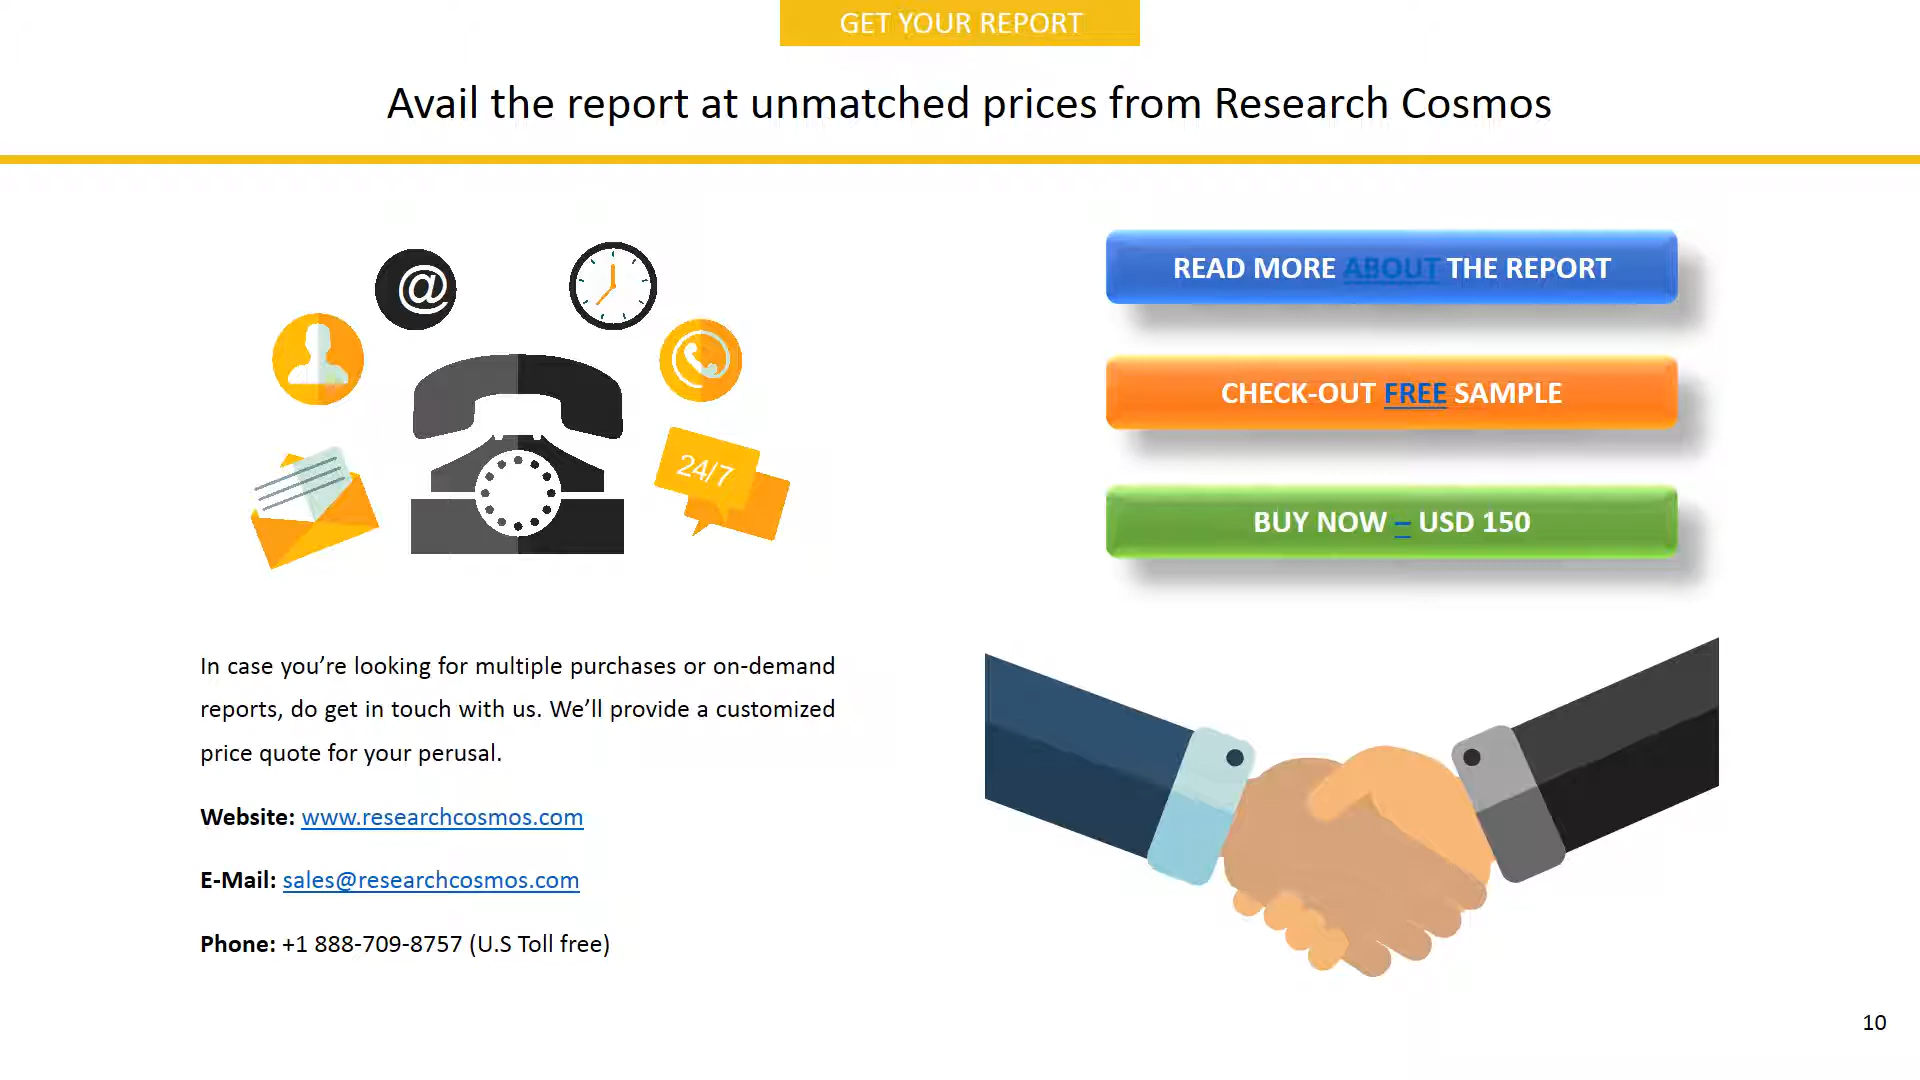 GET YOUR REPORT
Avail the report at unmatched prices from Research Cosmos
@
24/7
READ MORE ABOUT THE REPORT
CHECK-OUT FREE SAMPLE
BUY NOW – USD 150
In case you’re looking for multiple purchases or on-demand
reports, do get in touch with us. We’ll provide a customized
price quote for your perusal.
Website: www.researchcosmos.com
E-Mail: sales@researchcosmos.com
Phone: +1 888-709-8757 (U.S Toll free)
10